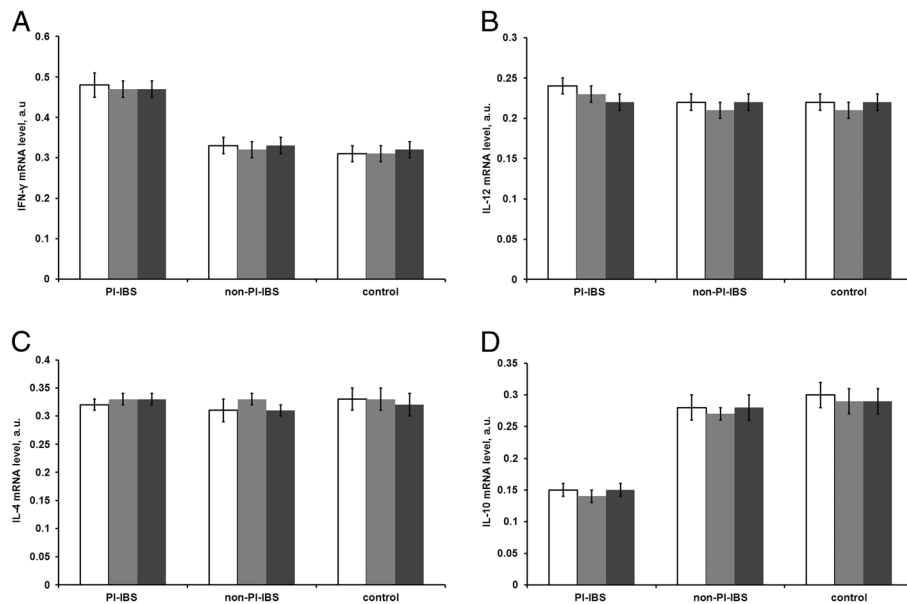 A
IFN-γ mRNA level, a.u
0.6
0.5
0.4
0.3
0.2
0.1
0
PI-IBS non-PI-IBS control
B
IL-12 mRNA level, a.u.
0.3
0.25
0.2
0.15
0.1
0.05
0
PI-IBS non-PI-IBS control
C
IL-4 mRNA level, a.u.
0.4
0.35
0.3
0.25
0.2
0.15
0.1
0.05
0
PI-IBS non-PI-IBS control
D
IL-10 mRNA level, a.u.
0.35
0.3
0.25
0.2
0.15
0.1
0.05
0
PI-IBS non-PI-IBS control